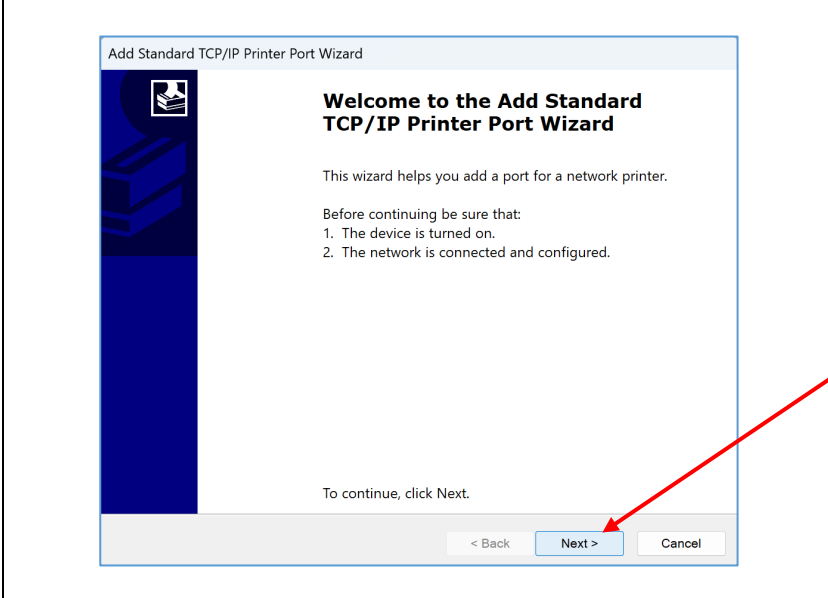 Add Standard TCP/IP Printer Port Wizard
Welcome to the Add Standard
TCP/IP Printer Port Wizard
This wizard helps you add a port for a network printer.
Before continuing be sure that:
1. The device is turned on.
2. The network is connected and configured.
To continue, click Next.
< Back
Next >
Cancel